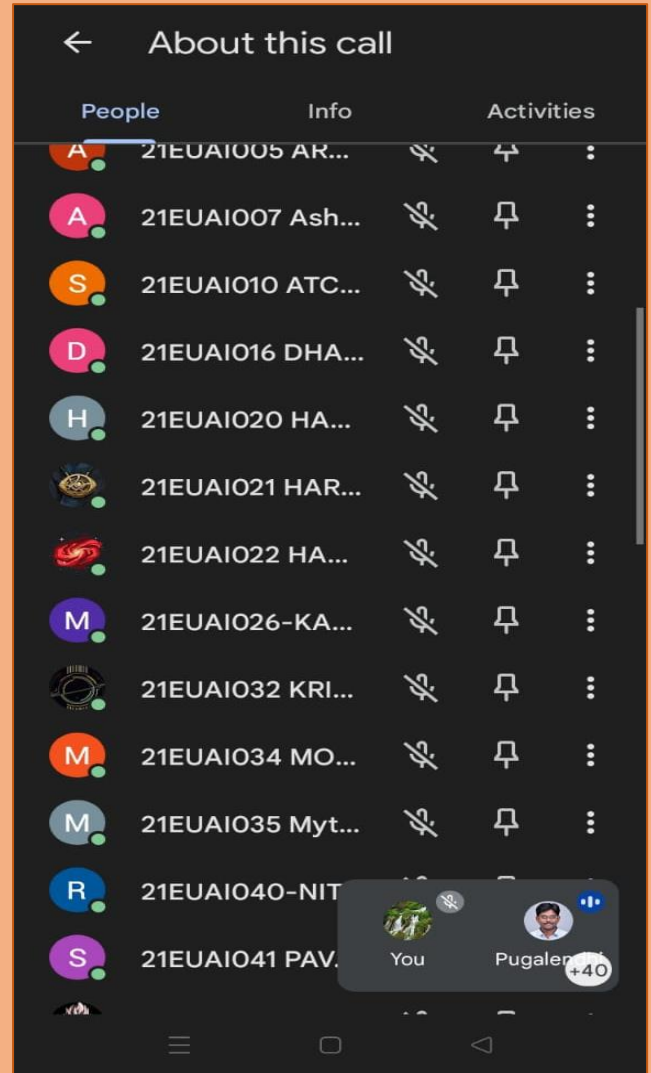 About this call
People Info Activities
A 21EUAI005 AR...
A 21EUAI007 Ash...
S 21EUAI010 ATC...
D 21EUAI016 DHA...
H 21EUAI020 HA...
21EUAI021 HAR...
21EUAI022 HA...
M 21EUAI026-KA...
21EUAI032 KRI...
M 21EUAI034 MO...
M 21EUAI035 Myt...
R 21EUAI040-NIT
S 21EUAI041 PAV.
You Pugalendhi
+40